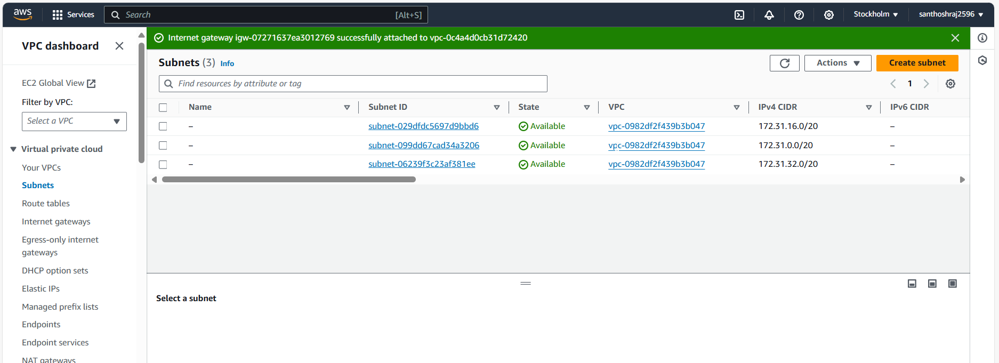 aws Services Search [Alt+S] Stockholm santhoshraj2596
VPC dashboard
EC2 Global View
Filter by VPC:
Select a VPC
Virtual private cloud
Your VPCs
Subnets
Route tables
Internet gateways
Egress-only internet
gateways
DHCP option sets
Elastic IPs
Managed prefix lists
Endpoints
Endpoint services
NAT gateways
Internet gateway igw-07271637ea3012769 successfully attached to vpc-0c4a4d0cb31d72420
Subnets (3) Info Actions Create subnet
Find resources by attribute or tag 1
Name Subnet ID State VPC IPv4 CIDR IPv6 CIDR
– subnet-029dfdc5697d9bbd6 Available vpc-0982df2f439b3b047 172.31.16.0/20 –
– subnet-099dd67cad34a3206 Available vpc-0982df2f439b3b047 172.31.0.0/20 –
– subnet-06239f3c23af381ee Available vpc-0982df2f439b3b047 172.31.32.0/20 –
Select a subnet